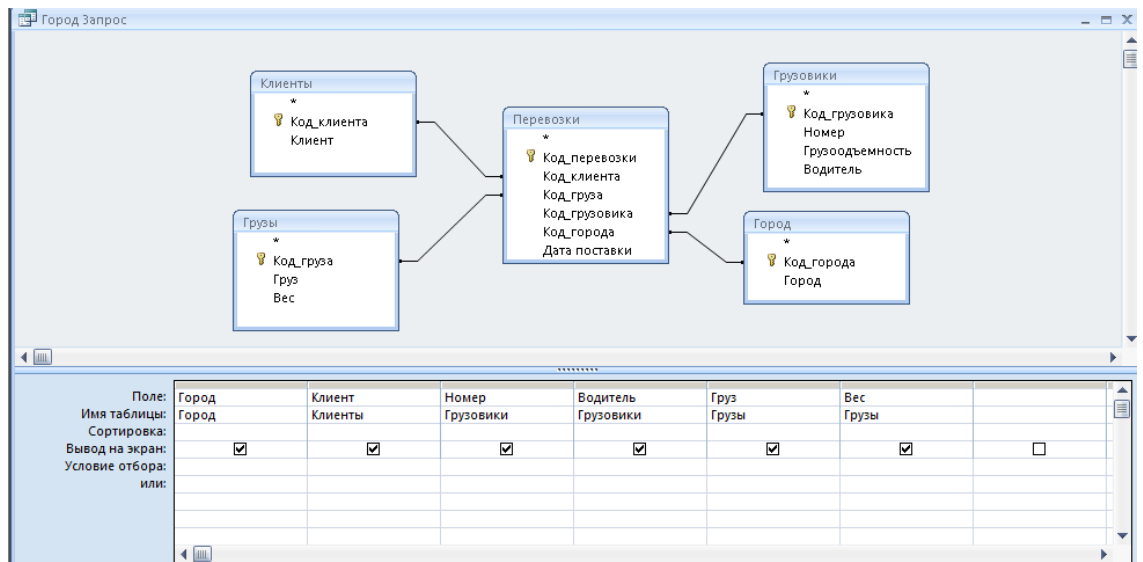 Город Запрос
Клиенты
*
Код_клиента
Клиент
Грузы
*
Код_груза
Груз
Вес
Перевозки
*
Код_перевозки
Код_клиента
Код_груза
Код_грузовика
Код_города
Дата поставки
Грузовики
*
Код_грузовика
Номер
Грузоодъемность
Водитель
Город
*
Код_города
Город
Поле: Город Клиент Номер Водитель Груз Вес
Имя таблицы: Город Клиенты Грузовики Грузовики Грузы Грузы
Сортировка:
Вывод на экран:
Условие отбора:
или: